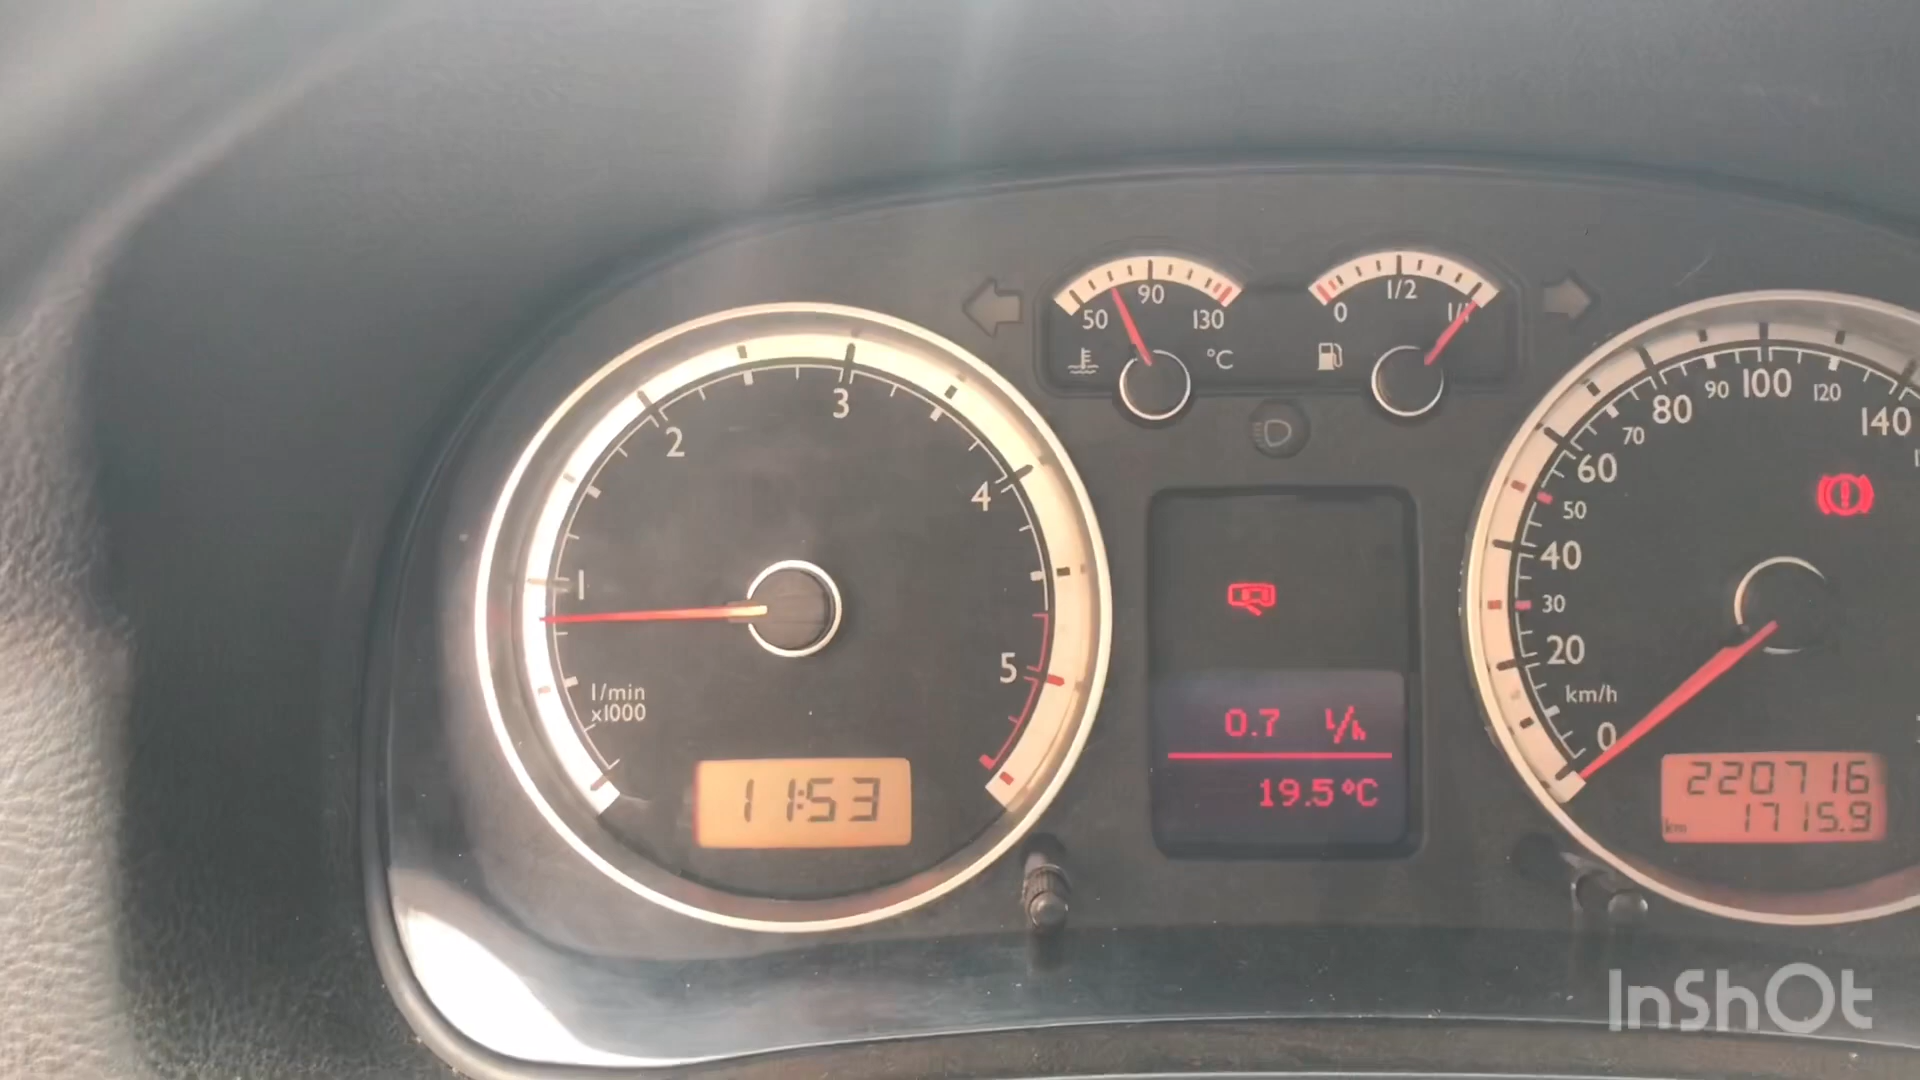 50 90 130
°C
0 1/2 1/1
1 2 3 4 5
1/min
x1000
11:53
0.7 l/h
19.5°C
0 20 30 40 50 60 70 80 90 100 120 140
km/h
220716
km 1715.9
InShOt